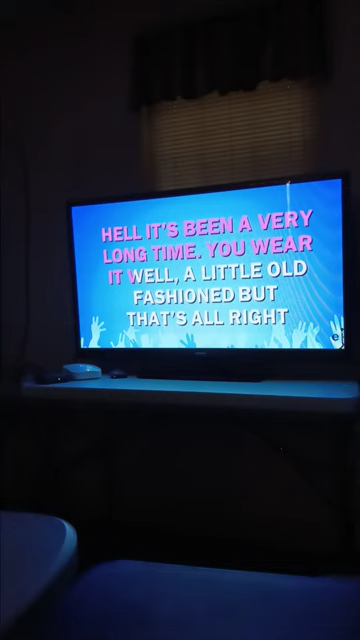 HELL IT'S BEEN A VERY
LONG TIME. YOU WEAR
IT WELL, A LITTLE OLD
FASHIONED BUT
THAT'S ALL RIGHT